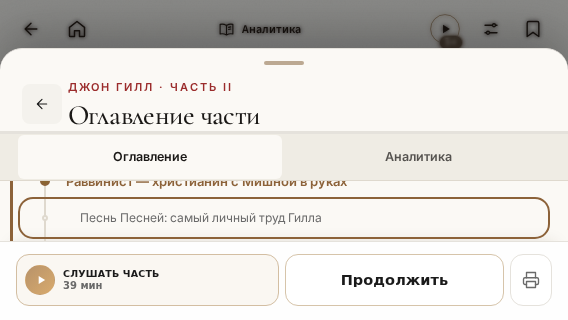 Аналитика
ДЖОН ГИЛЛ · ЧАСТЬ II
Оглавление части
Оглавление
Аналитика
Раввинист — христианин с Мишной в руках
Песнь Песней: самый личный труд Гилла
СЛУШАТЬ ЧАСТЬ
39 мин
Продолжить